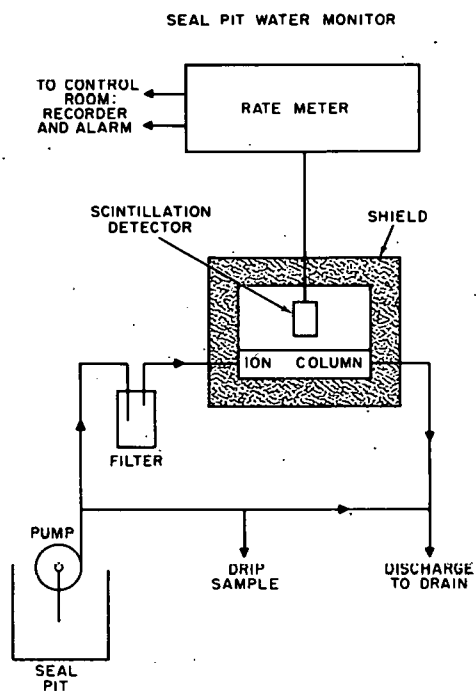 SEAL PIT WATER MONITOR
TO CONTROL
ROOM:
RECORDER
AND ALARM
RATE METER
SCINTILLATION
DETECTOR
SHIELD
ION COLUMN
FILTER
PUMP
DRIP
SAMPLE
DISCHARGE
TO DRAIN
SEAL
PIT